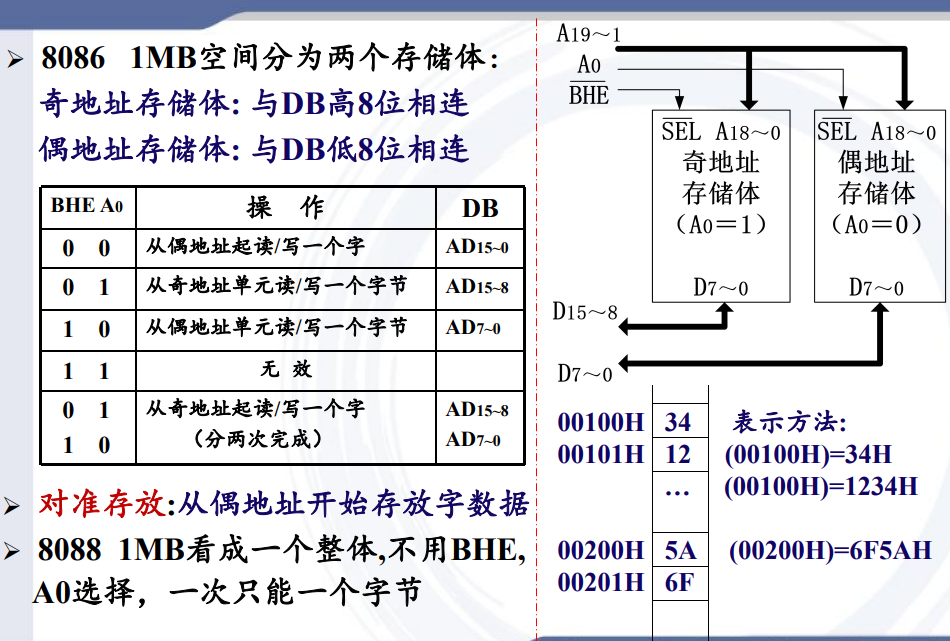 ➢ 8086 1MB空间分为两个存储体:
奇地址存储体: 与DB高8位相连
偶地址存储体: 与DB低8位相连
BHE A0 操 作 DB
0 0 从偶地址起读/写一个字 AD15~0
0 1 从奇地址单元读/写一个字节 AD15~8
1 0 从偶地址单元读/写一个字节 AD7~0
1 1 无 效
0 1 从奇地址起读/写一个字 AD15~8
1 0 （分两次完成） AD7~0
➢ 对准存放:从偶地址开始存放字数据
➢ 8088 1MB看成一个整体,不用BHE,
A0选择，一次只能一个字节
A19～1
A0
B̅H̅E̅
S̅E̅L̅ A18～0
奇地址
存储体
（A0＝1）
D7～0
S̅E̅L̅ A18～0
偶地址
存储体
（A0＝0）
D7～0
D15～8
D7～0
00100H 34 表示方法:
00101H 12 (00100H)=34H
… (00100H)=1234H
00200H 5A (00200H)=6F5AH
00201H 6F